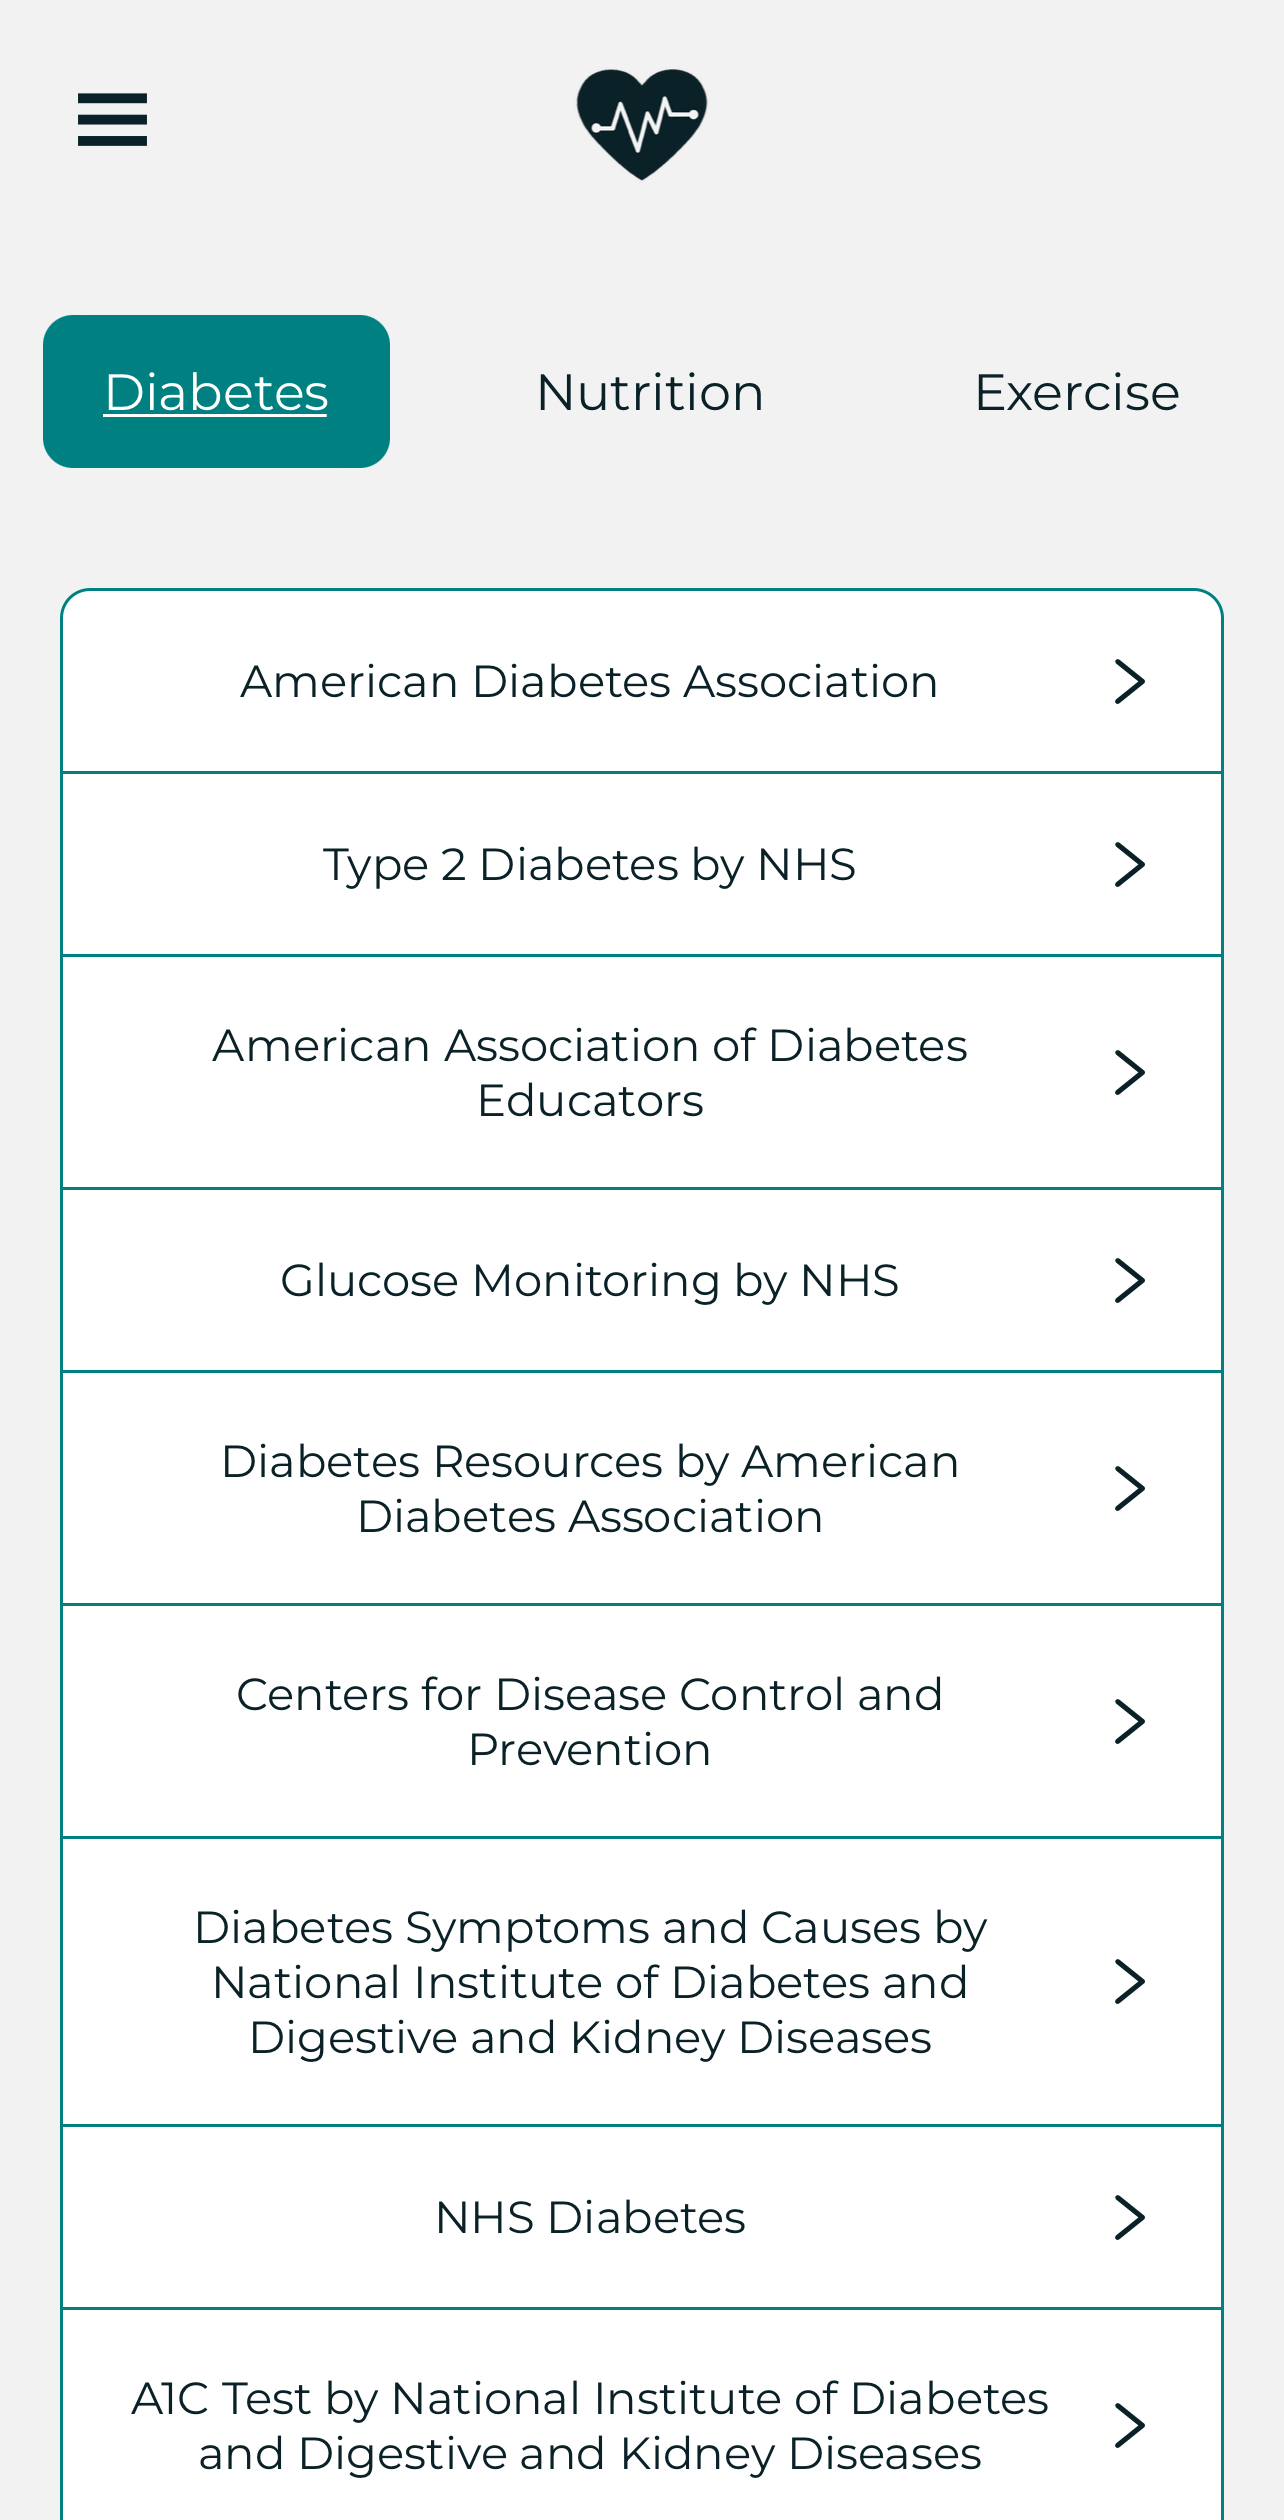 Diabetes
Nutrition
Exercise
American Diabetes Association
Type 2 Diabetes by NHS
American Association of Diabetes
Educators
Glucose Monitoring by NHS
Diabetes Resources by American
Diabetes Association
Centers for Disease Control and
Prevention
Diabetes Symptoms and Causes by
National Institute of Diabetes and
Digestive and Kidney Diseases
NHS Diabetes
A1C Test by National Institute of Diabetes
and Digestive and Kidney Diseases